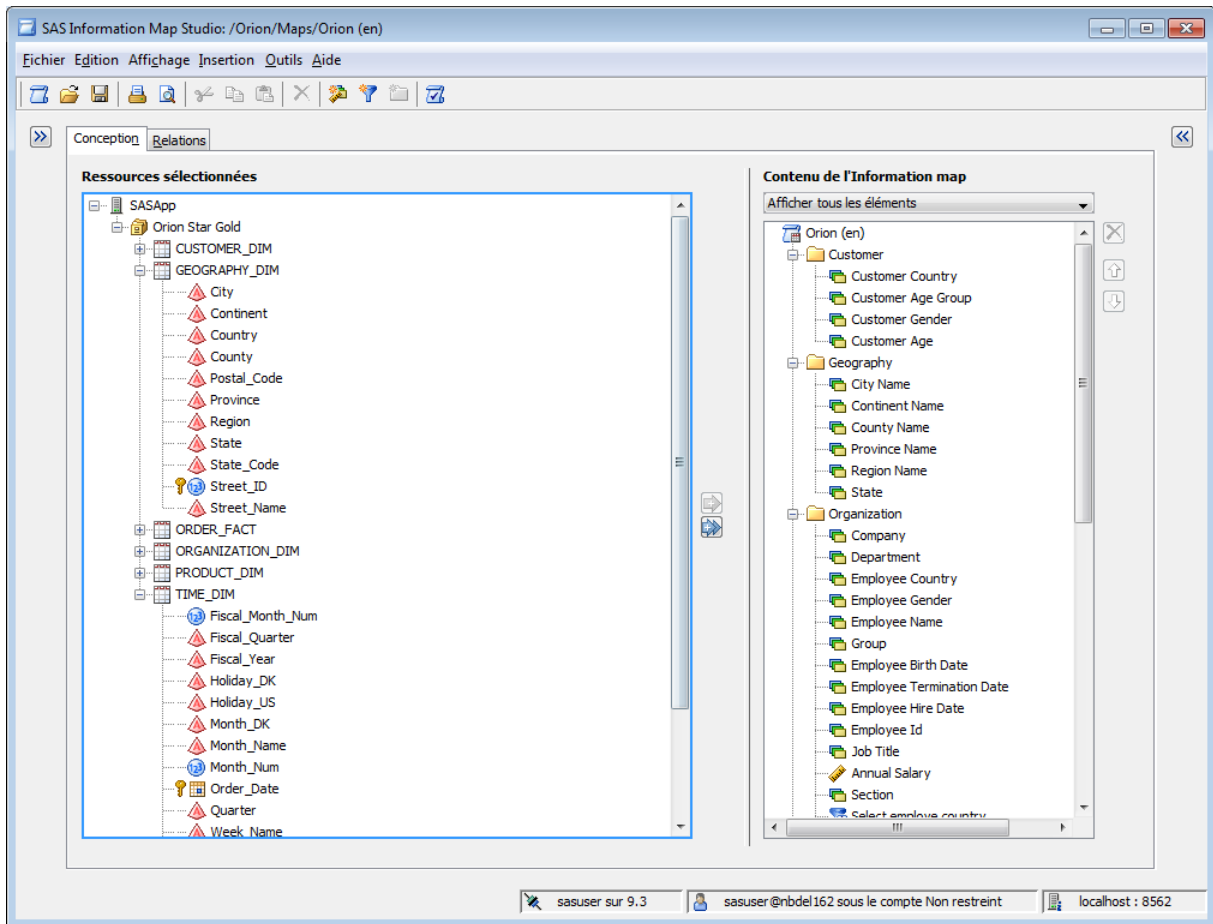 SAS Information Map Studio: /Orion/Maps/Orion (en)
Fichier Edition Affichage Insertion Outils Aide
Conception Relations
Ressources sélectionnées
SASApp
Orion Star Gold
CUSTOMER_DIM
GEOGRAPHY_DIM
City
Continent
Country
County
Postal_Code
Province
Region
State
State_Code
Street_ID
Street_Name
ORDER_FACT
ORGANIZATION_DIM
PRODUCT_DIM
TIME_DIM
Fiscal_Month_Num
Fiscal_Quarter
Fiscal_Year
Holiday_DK
Holiday_US
Month_DK
Month_Name
Month_Num
Order_Date
Quarter
Week_Name
Contenu de l'Information map
Afficher tous les éléments
Orion (en)
Customer
Customer Country
Customer Age Group
Customer Gender
Customer Age
Geography
City Name
Continent Name
County Name
Province Name
Region Name
State
Organization
Company
Department
Employee Country
Employee Gender
Employee Name
Group
Employee Birth Date
Employee Termination Date
Employee Hire Date
Employee Id
Job Title
Annual Salary
Section
Select employe country
sasuser sur 9.3
sasuser@nbdel162 sous le compte Non restreint
localhost : 8562